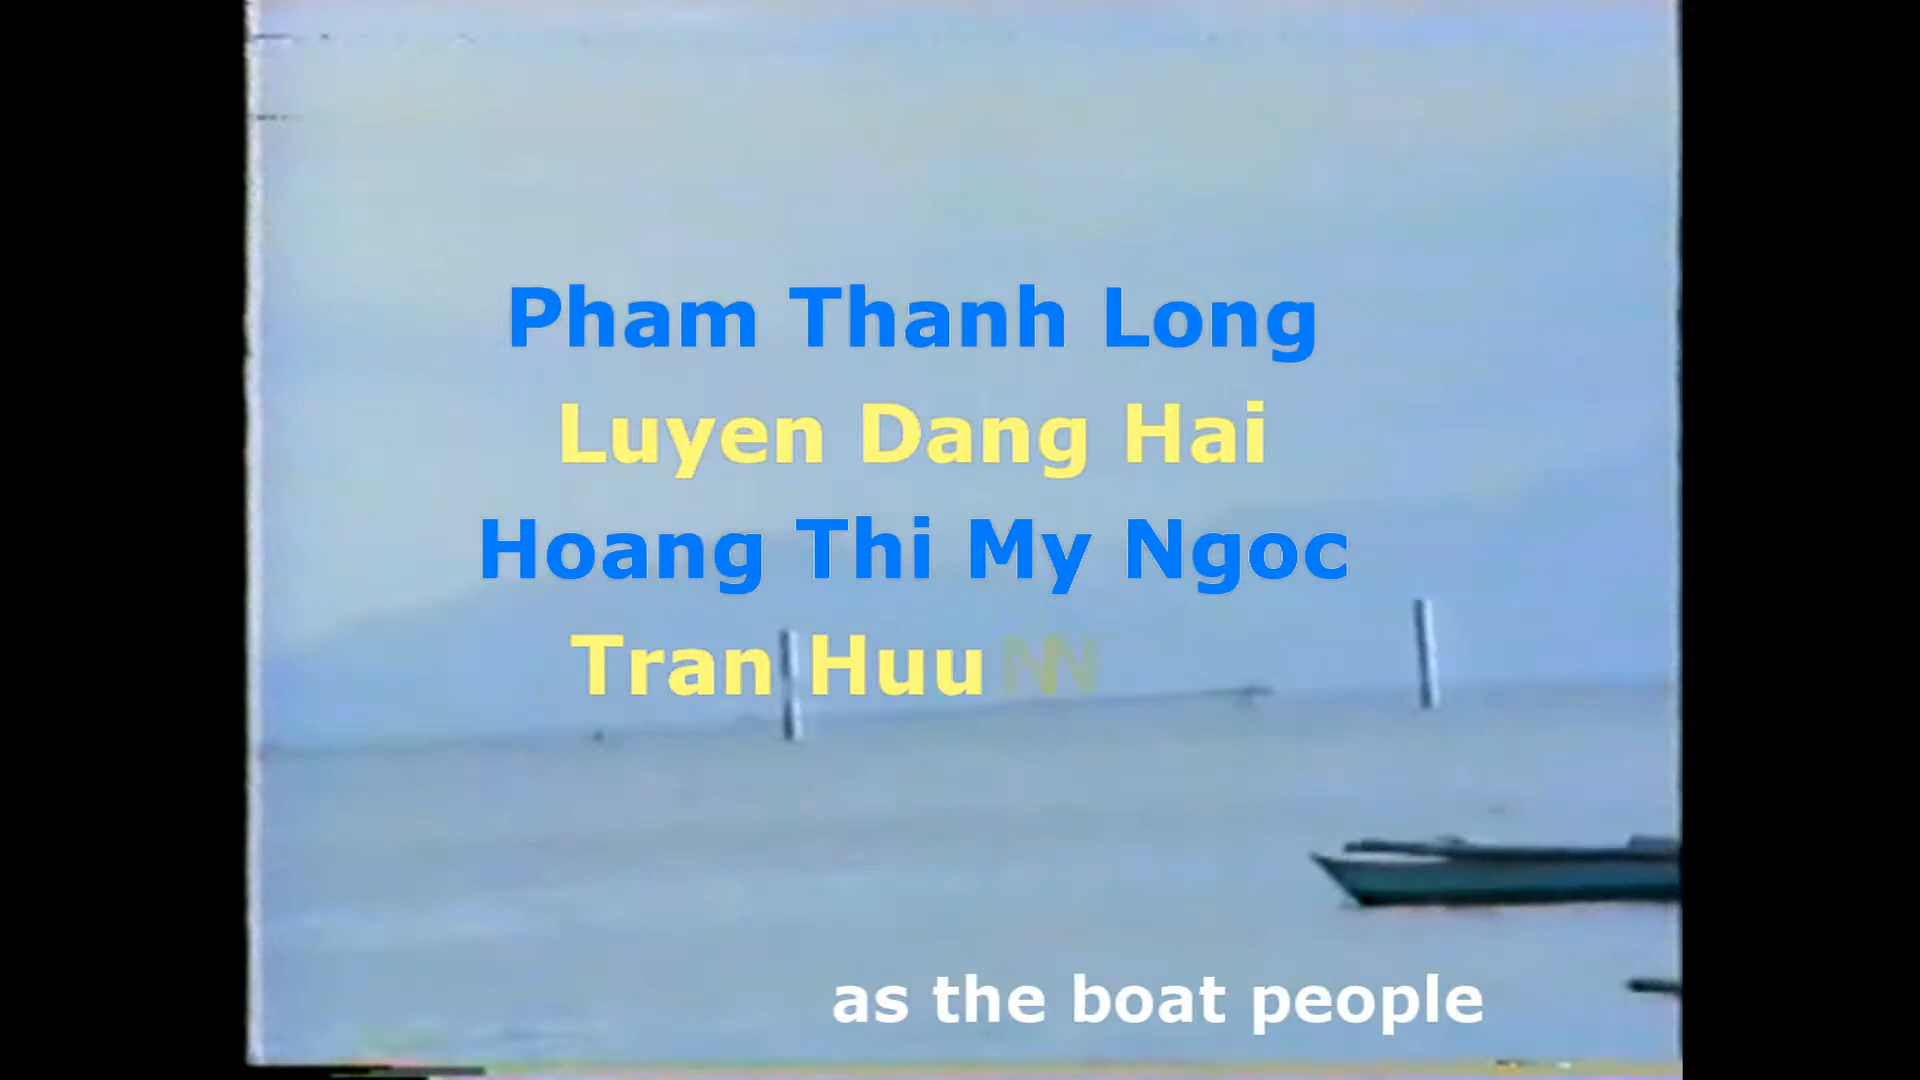 Pham Thanh Long
Luyen Dang Hai
Hoang Thi My Ngoc
Tran Huu
as the boat people